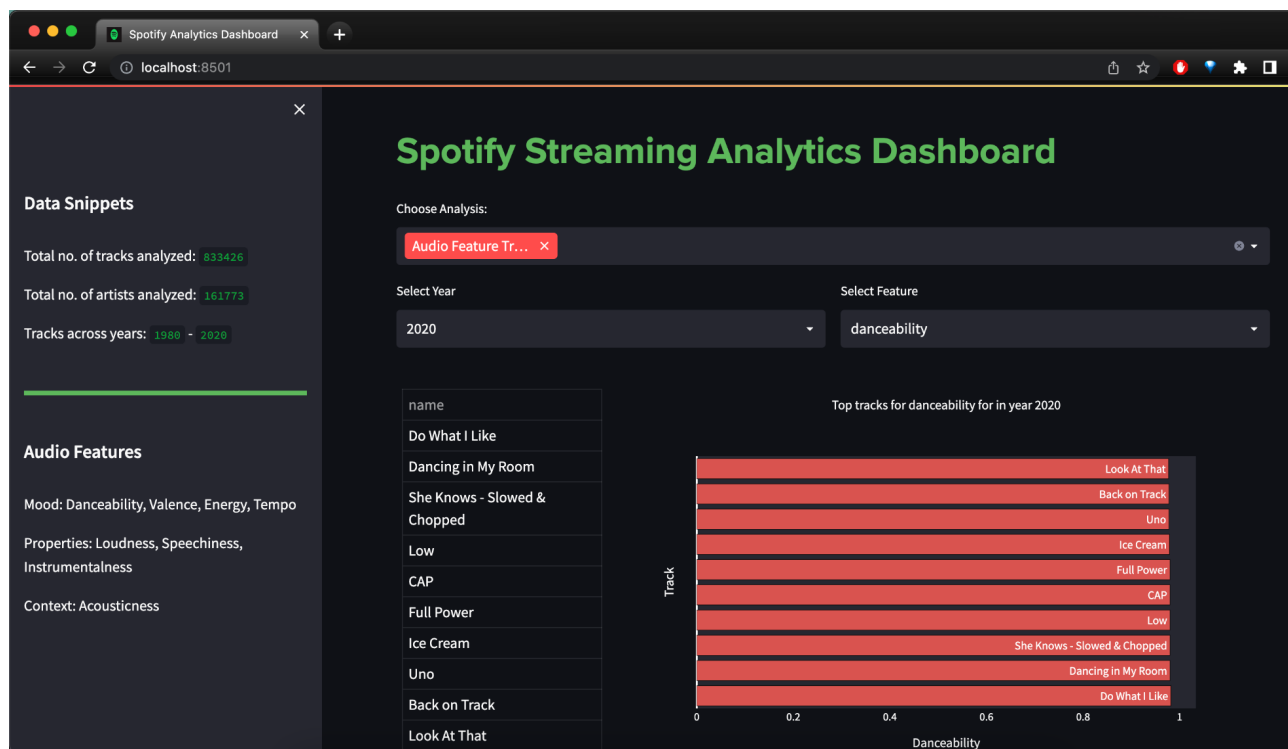 Spotify Analytics Dashboard
localhost:8501
Data Snippets
Total no. of tracks analyzed: 833426
Total no. of artists analyzed: 161773
Tracks across years: 1980 - 2020
Audio Features
Mood: Danceability, Valence, Energy, Tempo
Properties: Loudness, Speechiness,
Instrumentalness
Context: Acousticness
Spotify Streaming Analytics Dashboard
Choose Analysis:
Audio Feature Tr...
Select Year
Select Feature
2020
danceability
name
Do What I Like
Dancing in My Room
She Knows - Slowed &
Chopped
Low
CAP
Full Power
Ice Cream
Uno
Back on Track
Look At That
Top tracks for danceability for in year 2020
Track
Look At That
Back on Track
Uno
Ice Cream
Full Power
CAP
Low
She Knows - Slowed & Chopped
Dancing in My Room
Do What I Like
0 0.2 0.4 0.6 0.8 1
Danceability